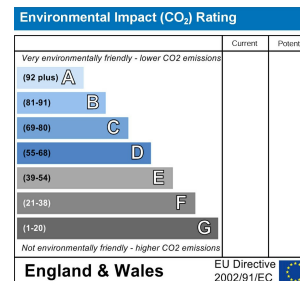 Environmental Impact (CO₂) Rating
Current Potent
Very environmentally friendly - lower CO2 emissions
(92 plus) A
(81-91) B
(69-80) C
(55-68) D
(39-54) E
(21-38) F
(1-20) G
Not environmentally friendly - higher CO2 emissions
England & Wales
EU Directive
2002/91/EC